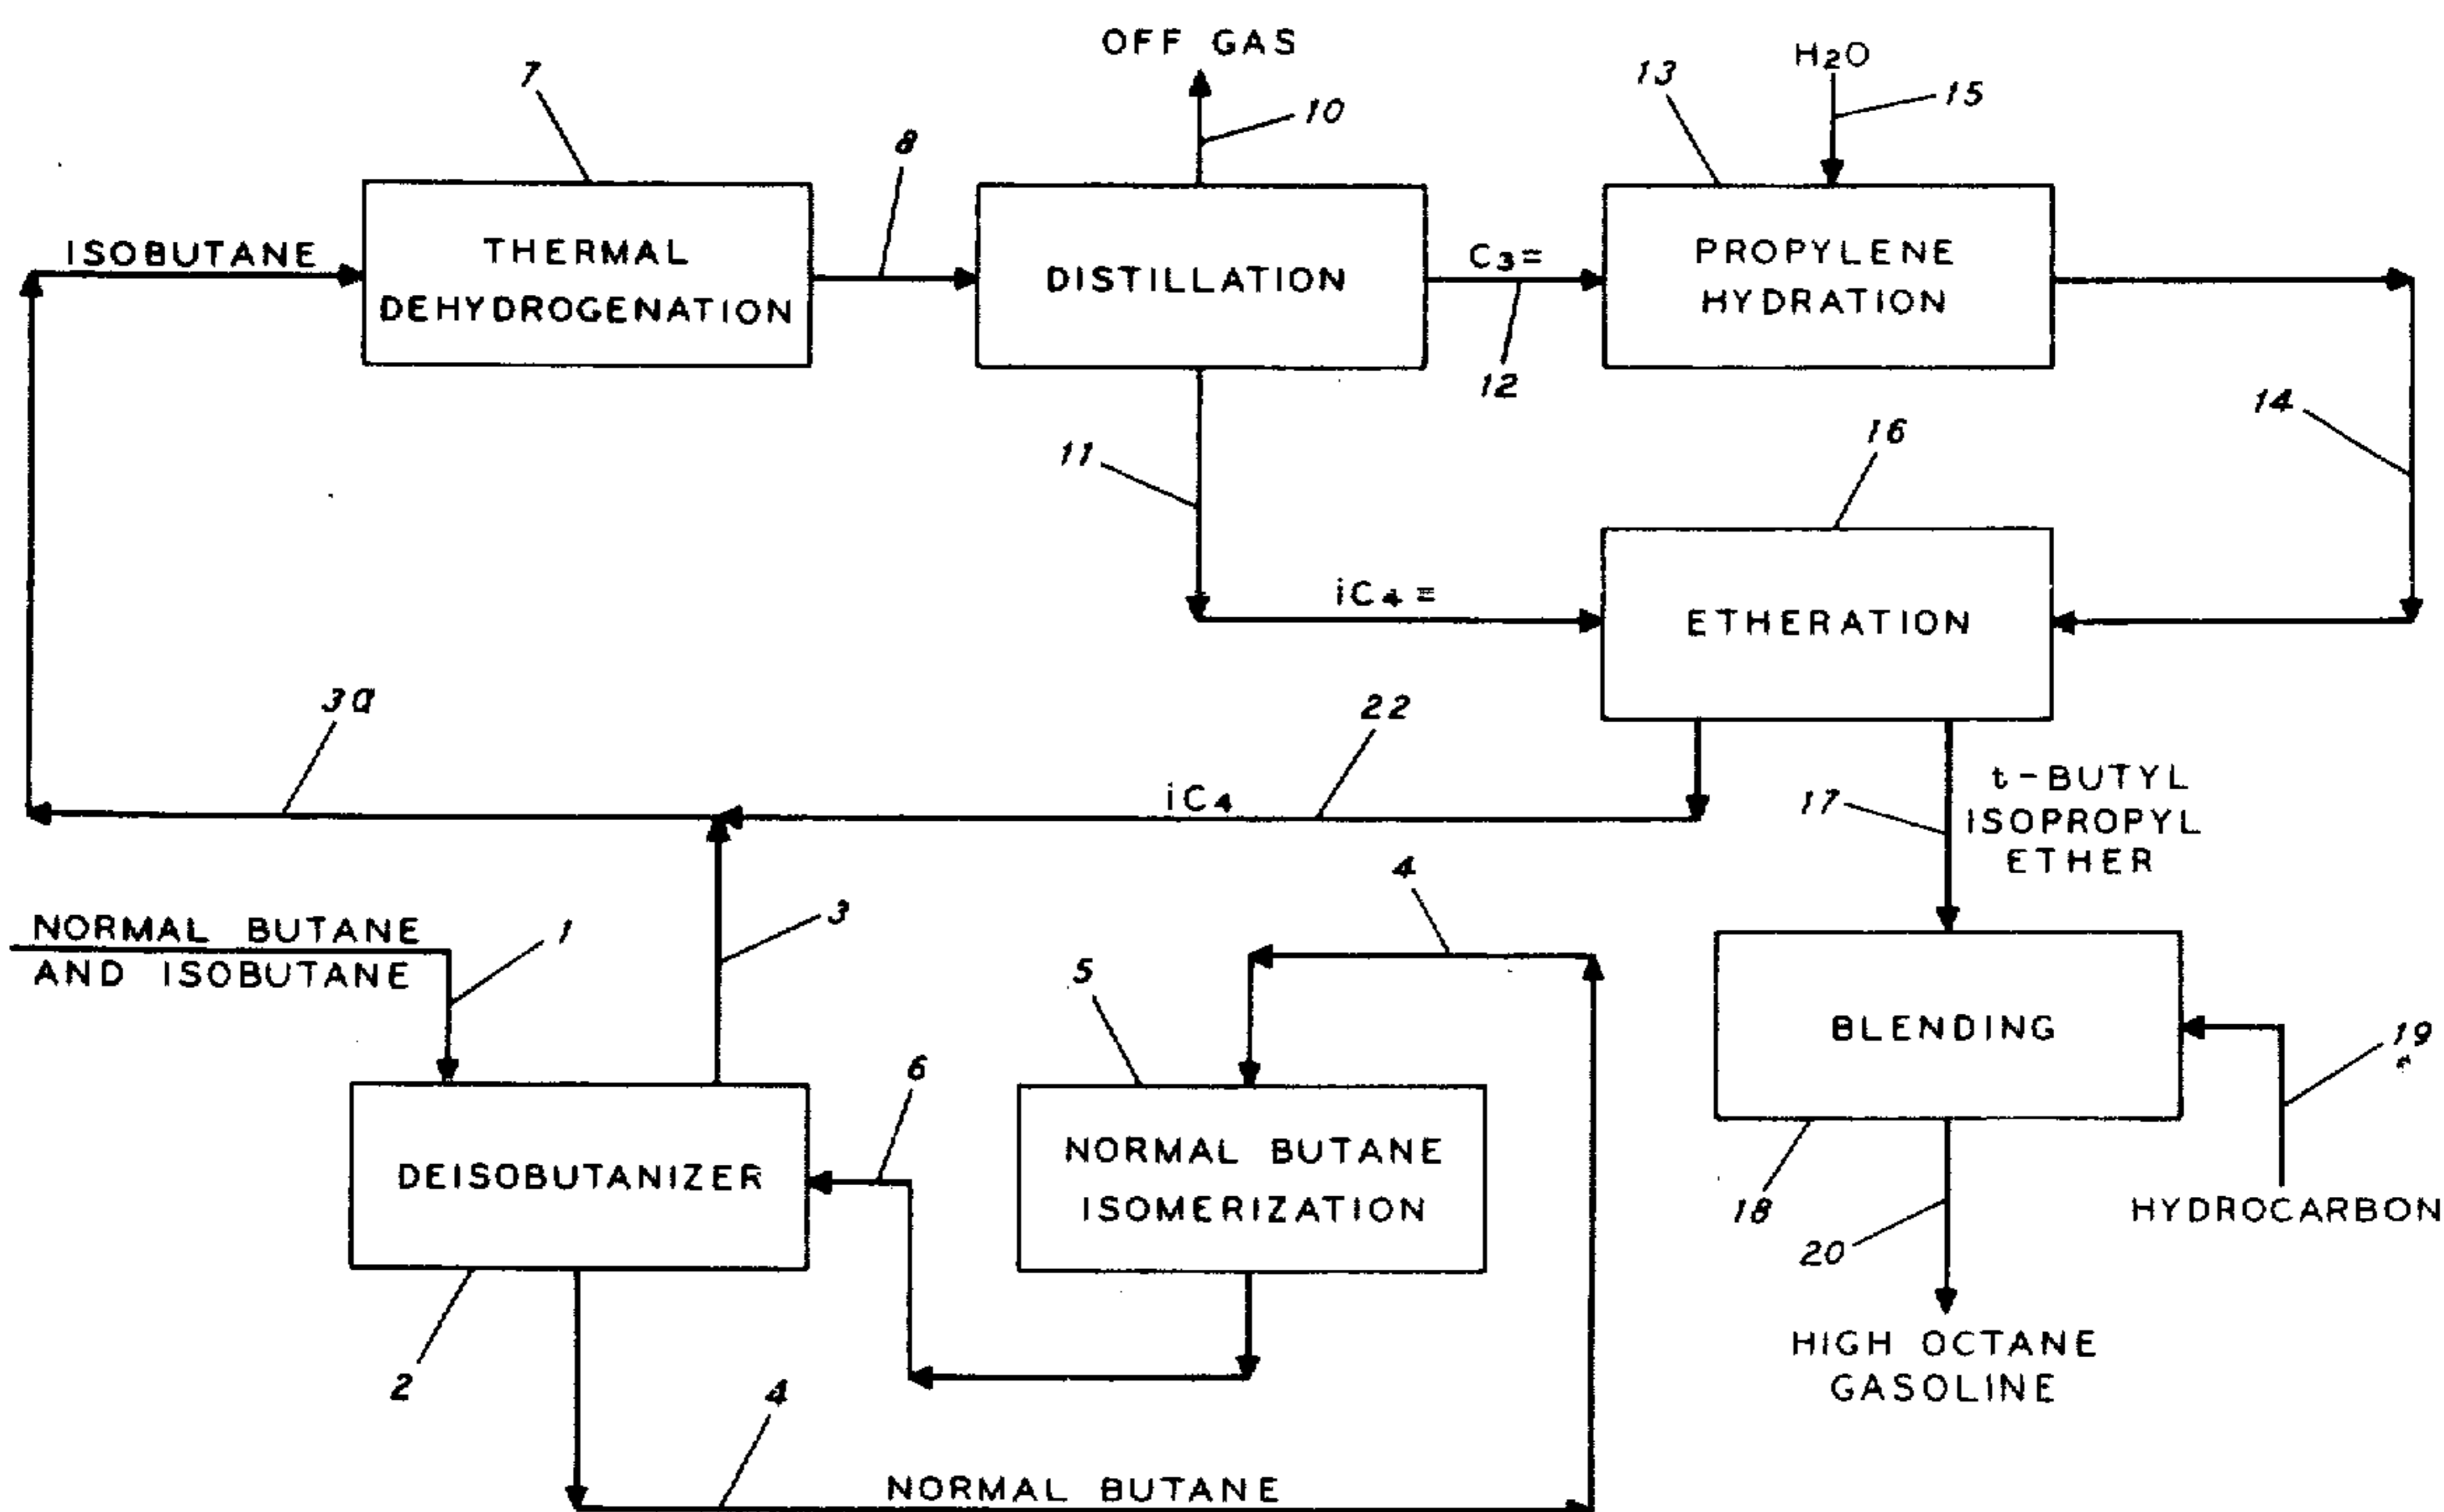 OFF GAS
H2O
7
10
13
15
8
ISOBUTANE
THERMAL
DEHYDROGENATION
DISTILLATION
C3=
12
PROPYLENE
HYDRATION
14
11
16
iC4=
ETHERATION
3a
22
iC4
t-BUTYL
ISOPROPYL
ETHER
17
NORMAL BUTANE
AND ISOBUTANE
1
3
4
5
6
BLENDING
19
DEISOBUTANIZER
NORMAL BUTANE
ISOMERIZATION
18
HYDROCARBON
20
2
HIGH OCTANE
GASOLINE
4
NORMAL BUTANE